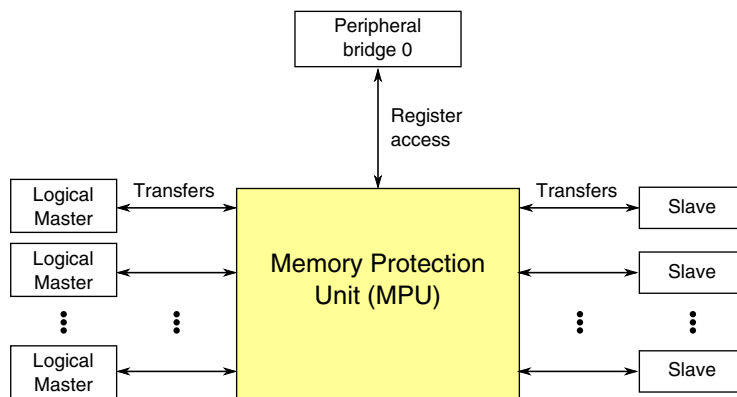 Peripheral
bridge 0
Register
access
Logical
Master
Transfers
Memory Protection
Unit (MPU)
Transfers
Slave
Logical
Master
Slave
Logical
Master
Slave